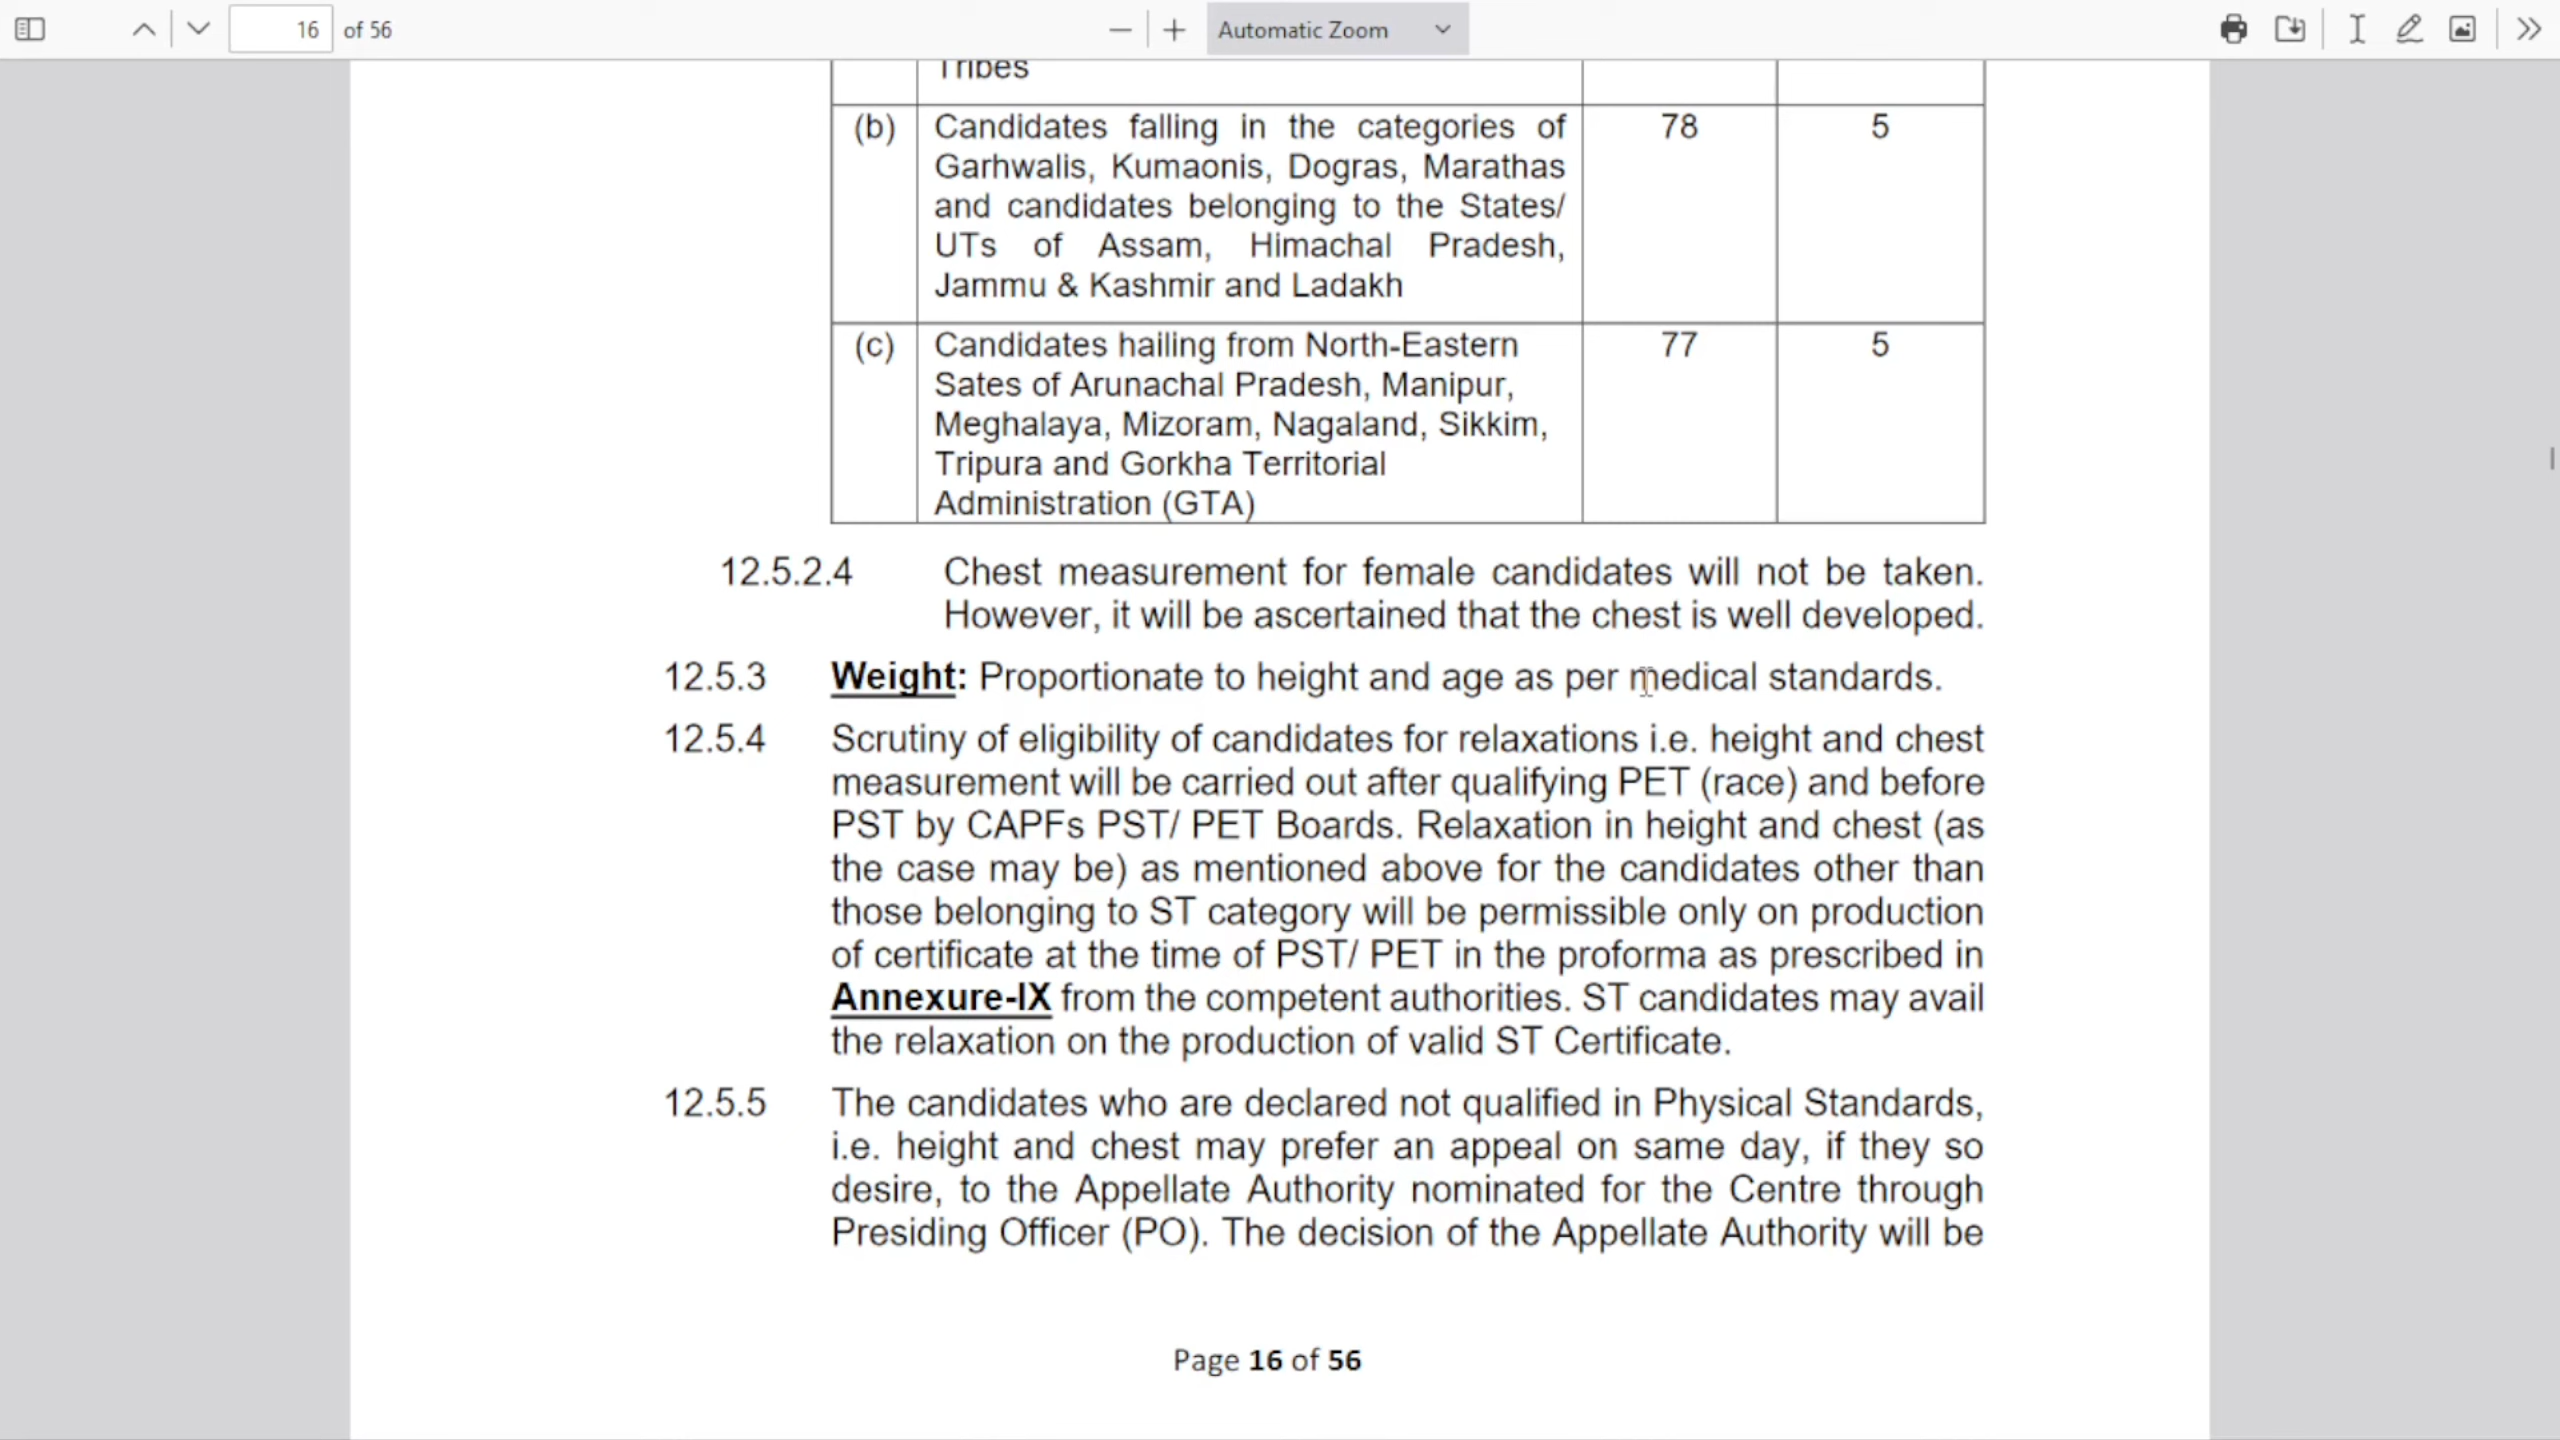 16 of 56 Automatic Zoom
Tribes
(b) Candidates falling in the categories of 78 5
Garhwalis, Kumaonis, Dogras, Marathas
and candidates belonging to the States/
UTs of Assam, Himachal Pradesh,
Jammu & Kashmir and Ladakh
(c) Candidates hailing from North-Eastern 77 5
Sates of Arunachal Pradesh, Manipur,
Meghalaya, Mizoram, Nagaland, Sikkim,
Tripura and Gorkha Territorial
Administration (GTA)
12.5.2.4 Chest measurement for female candidates will not be taken.
However, it will be ascertained that the chest is well developed.
12.5.3 Weight: Proportionate to height and age as per medical standards.
12.5.4 Scrutiny of eligibility of candidates for relaxations i.e. height and chest
measurement will be carried out after qualifying PET (race) and before
PST by CAPFs PST/ PET Boards. Relaxation in height and chest (as
the case may be) as mentioned above for the candidates other than
those belonging to ST category will be permissible only on production
of certificate at the time of PST/ PET in the proforma as prescribed in
Annexure-IX from the competent authorities. ST candidates may avail
the relaxation on the production of valid ST Certificate.
12.5.5 The candidates who are declared not qualified in Physical Standards,
i.e. height and chest may prefer an appeal on same day, if they so
desire, to the Appellate Authority nominated for the Centre through
Presiding Officer (PO). The decision of the Appellate Authority will be
Page 16 of 56